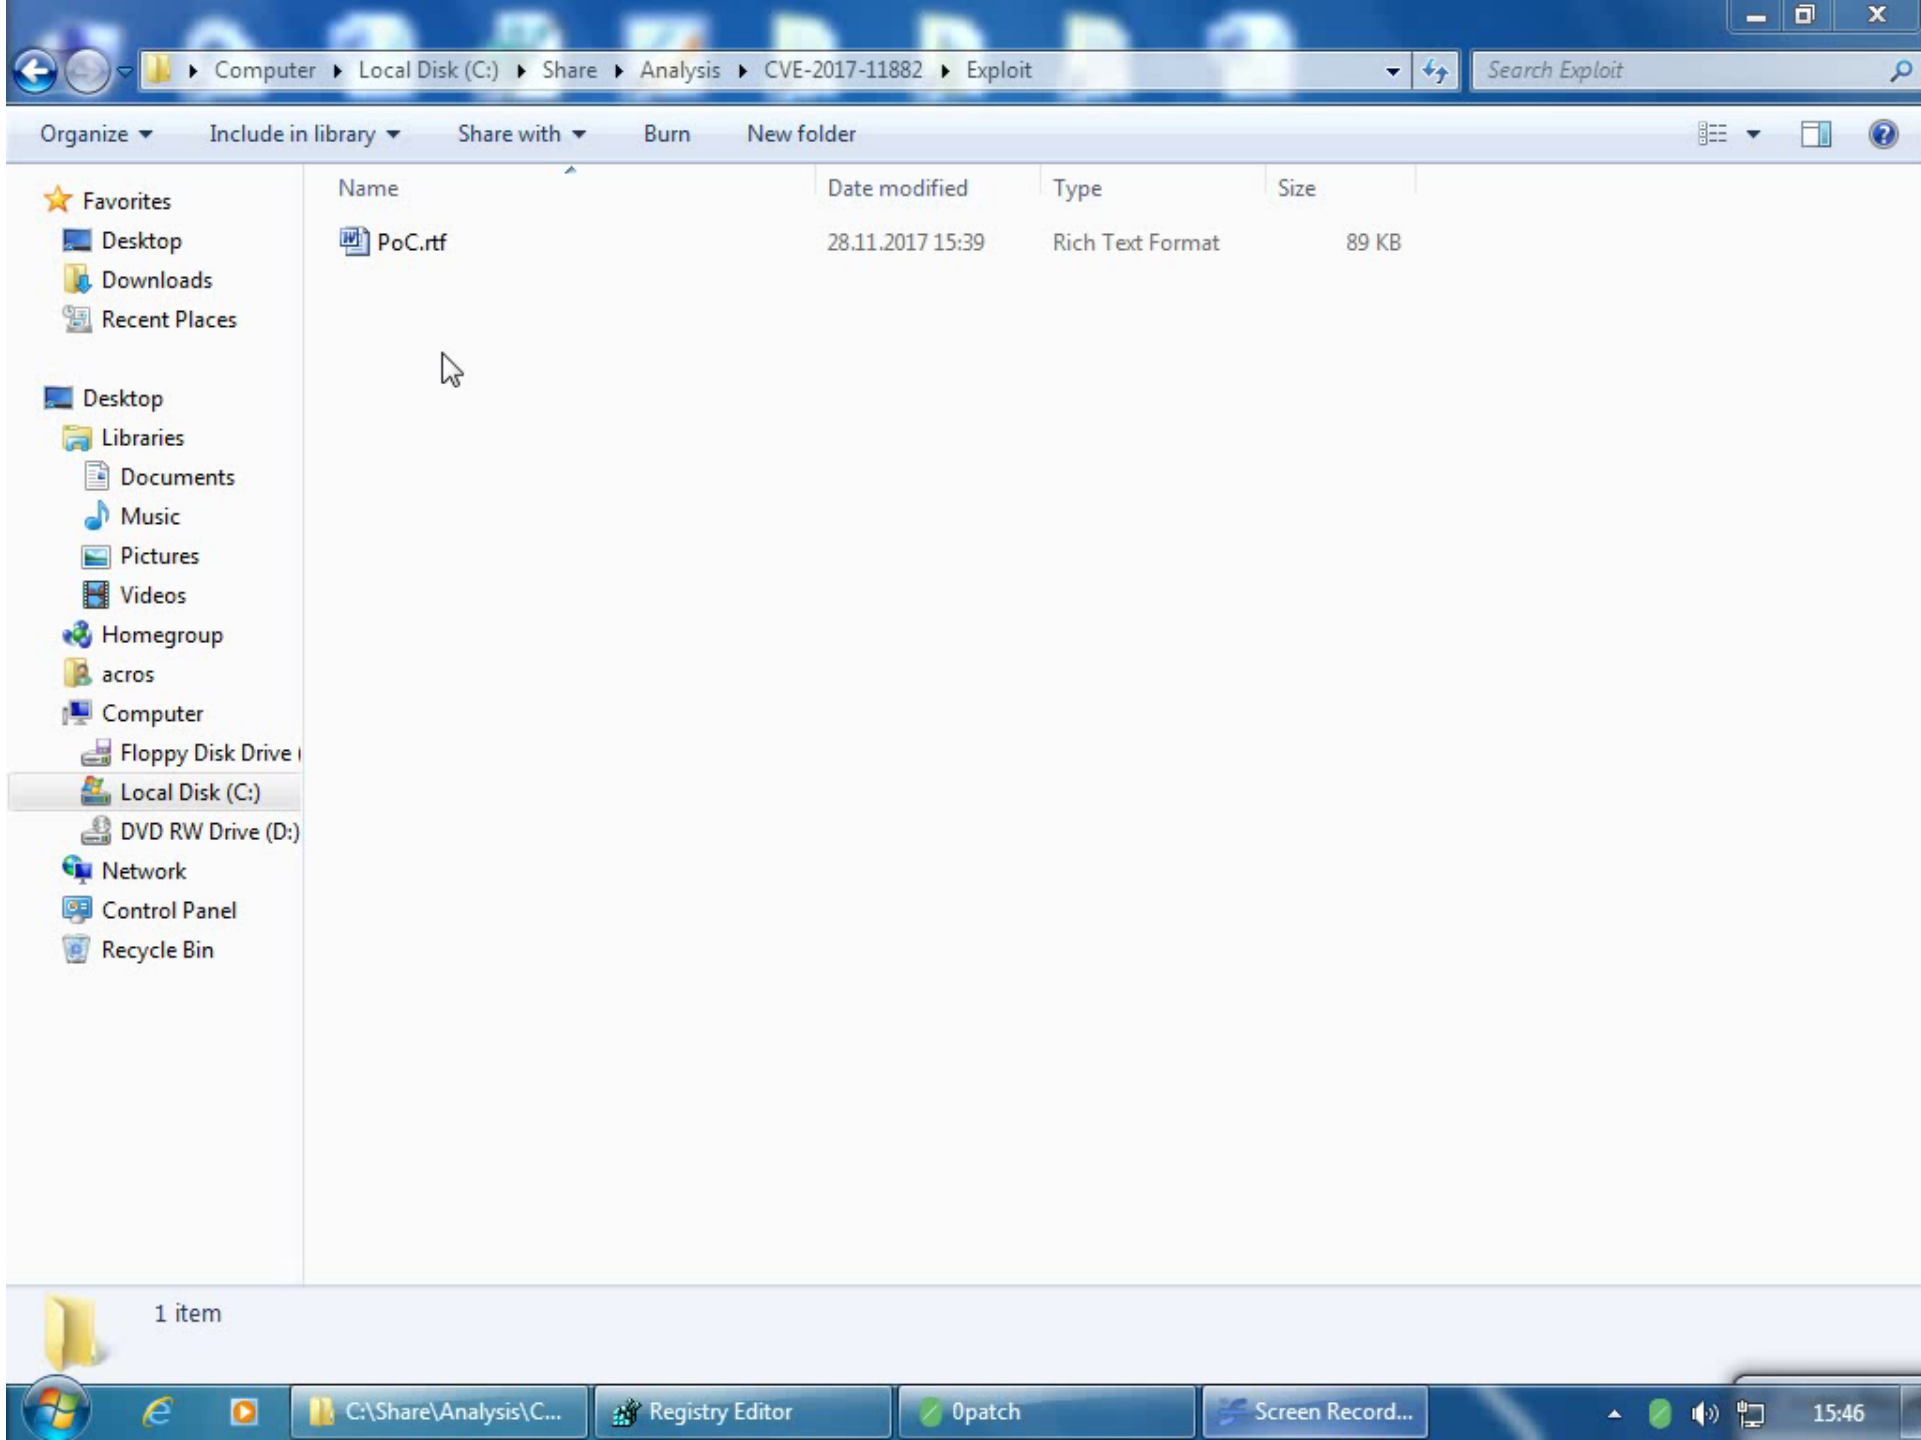 Computer Local Disk (C:) Share Analysis CVE-2017-11882 Exploit Search Exploit
Organize Include in library Share with Burn New folder
Name Date modified Type Size
PoC.rtf 28.11.2017 15:39 Rich Text Format 89 KB
Favorites
Desktop
Downloads
Recent Places
Desktop
Libraries
Documents
Music
Pictures
Videos
Homegroup
acros
Computer
Floppy Disk Drive (
Local Disk (C:)
DVD RW Drive (D:)
Network
Control Panel
Recycle Bin
1 item
C:\Share\Analysis\C... Registry Editor 0patch Screen Record... 15:46